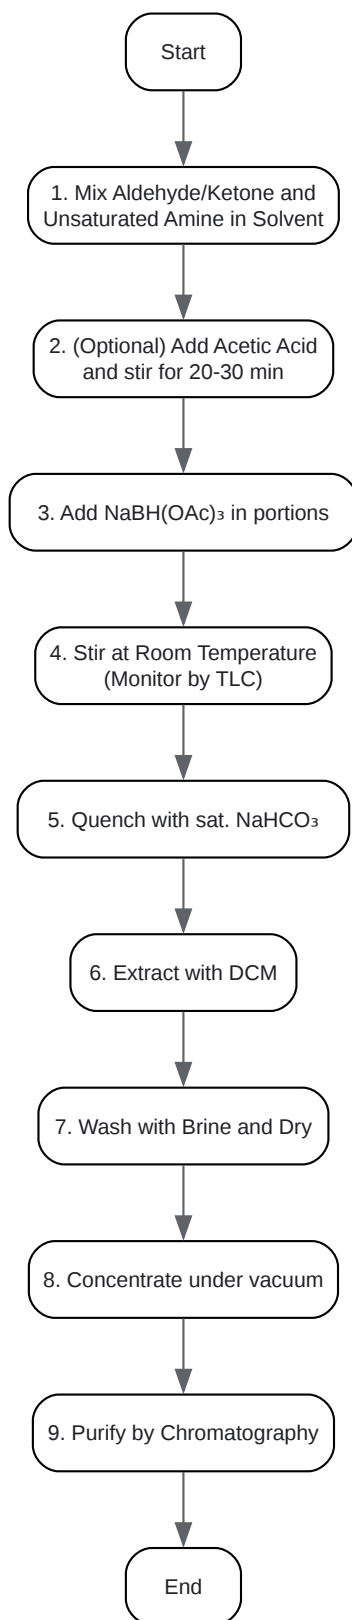 Start
1. Mix Aldehyde/Ketone and
Unsaturated Amine in Solvent
2. (Optional) Add Acetic Acid
and stir for 20-30 min
3. Add NaBH(OAc)₃ in portions
4. Stir at Room Temperature
(Monitor by TLC)
5. Quench with sat. NaHCO₃
6. Extract with DCM
7. Wash with Brine and Dry
8. Concentrate under vacuum
9. Purify by Chromatography
End